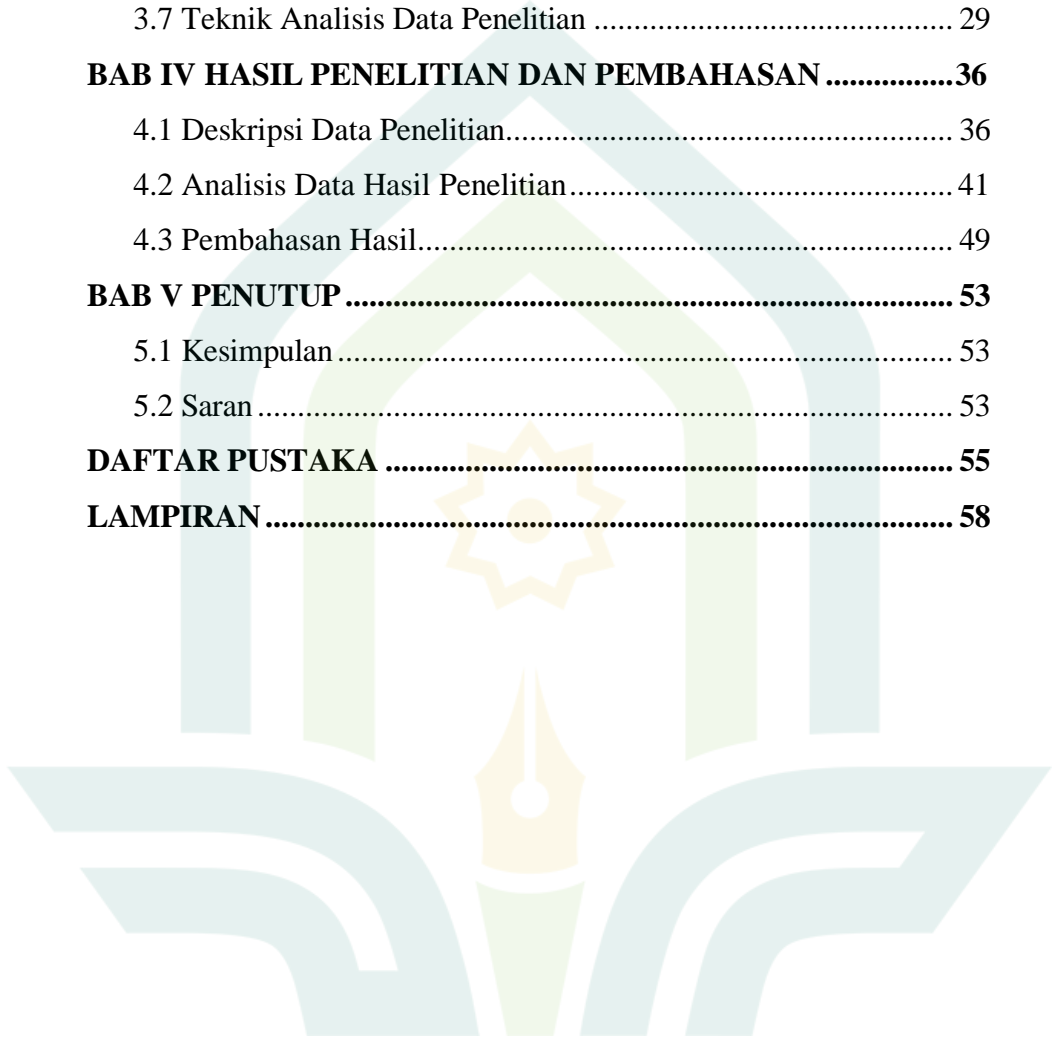 3.7 Teknik Analisis Data Penelitian ............................................. 29
BAB IV HASIL PENELITIAN DAN PEMBAHASAN ................36
4.1 Deskripsi Data Penelitian........................................................ 36
4.2 Analisis Data Hasil Penelitian ................................................ 41
4.3 Pembahasan Hasil................................................................... 49
BAB V PENUTUP ............................................................................. 53
5.1 Kesimpulan ............................................................................. 53
5.2 Saran ....................................................................................... 53
DAFTAR PUSTAKA ........................................................................ 55
LAMPIRAN ....................................................................................... 58